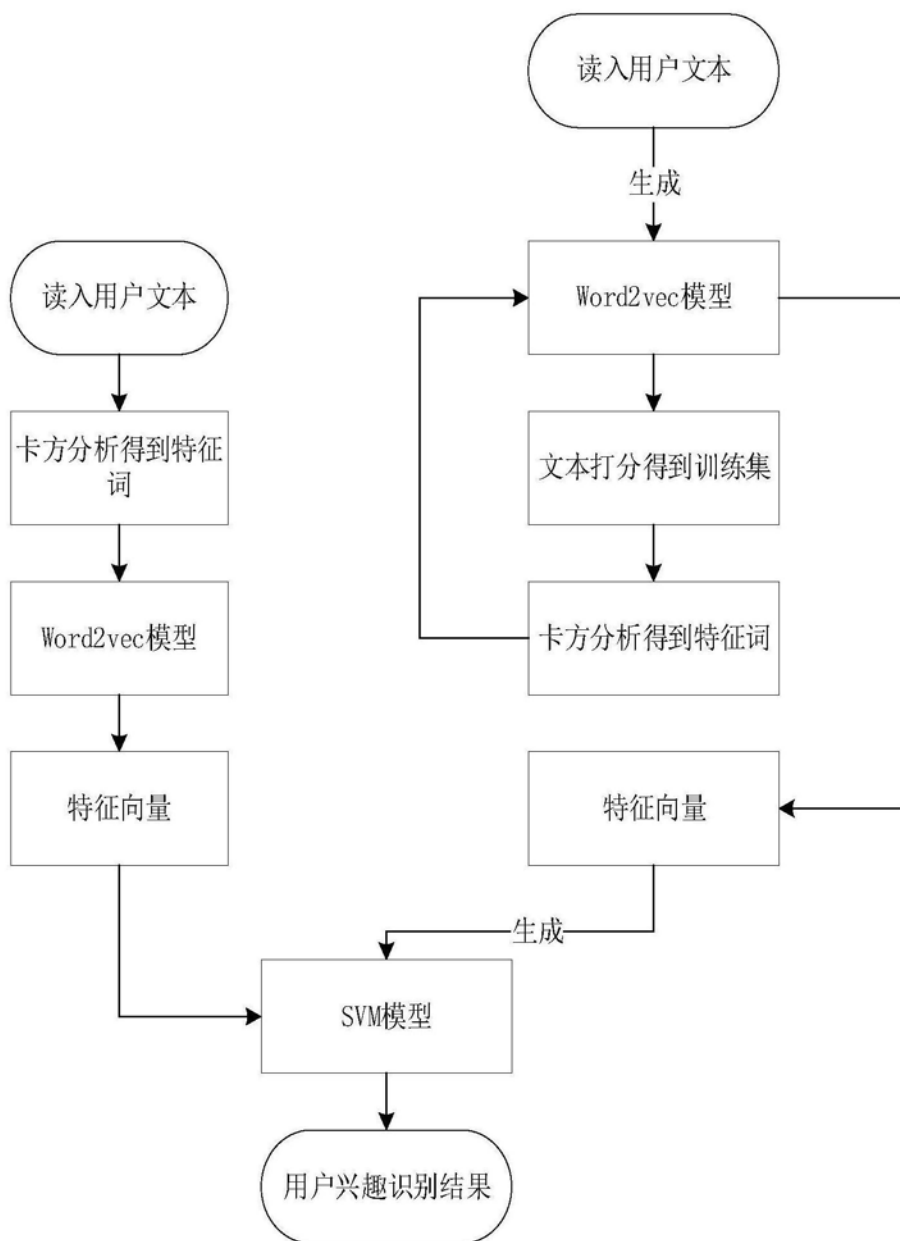 读入用户文本
生成
Word2vec模型
文本打分得到训练集
卡方分析得到特征词
特征向量
生成
读入用户文本
卡方分析得到特征
词
Word2vec模型
特征向量
SVM模型
用户兴趣识别结果